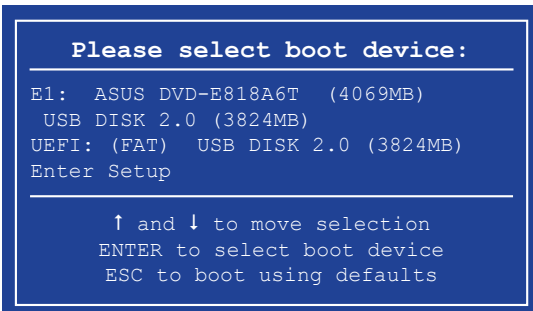 Please select boot device:
E1: ASUS DVD-E818A6T (4069MB)
USB DISK 2.0 (3824MB)
UEFI: (FAT) USB DISK 2.0 (3824MB)
Enter Setup
↑ and ↓ to move selection
ENTER to select boot device
ESC to boot using defaults